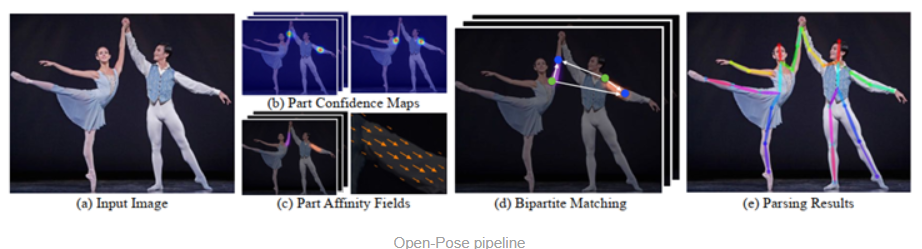 (b) Part Confidence Maps
(a) Input Image
(c) Part Affinity Fields
(d) Bipartite Matching
(e) Parsing Results
Open-Pose pipeline